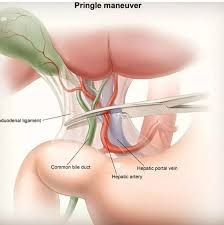 Pringle maneuver
oduodenal ligament
Common bile duct
Hepatic portal vein
Hepatic artery